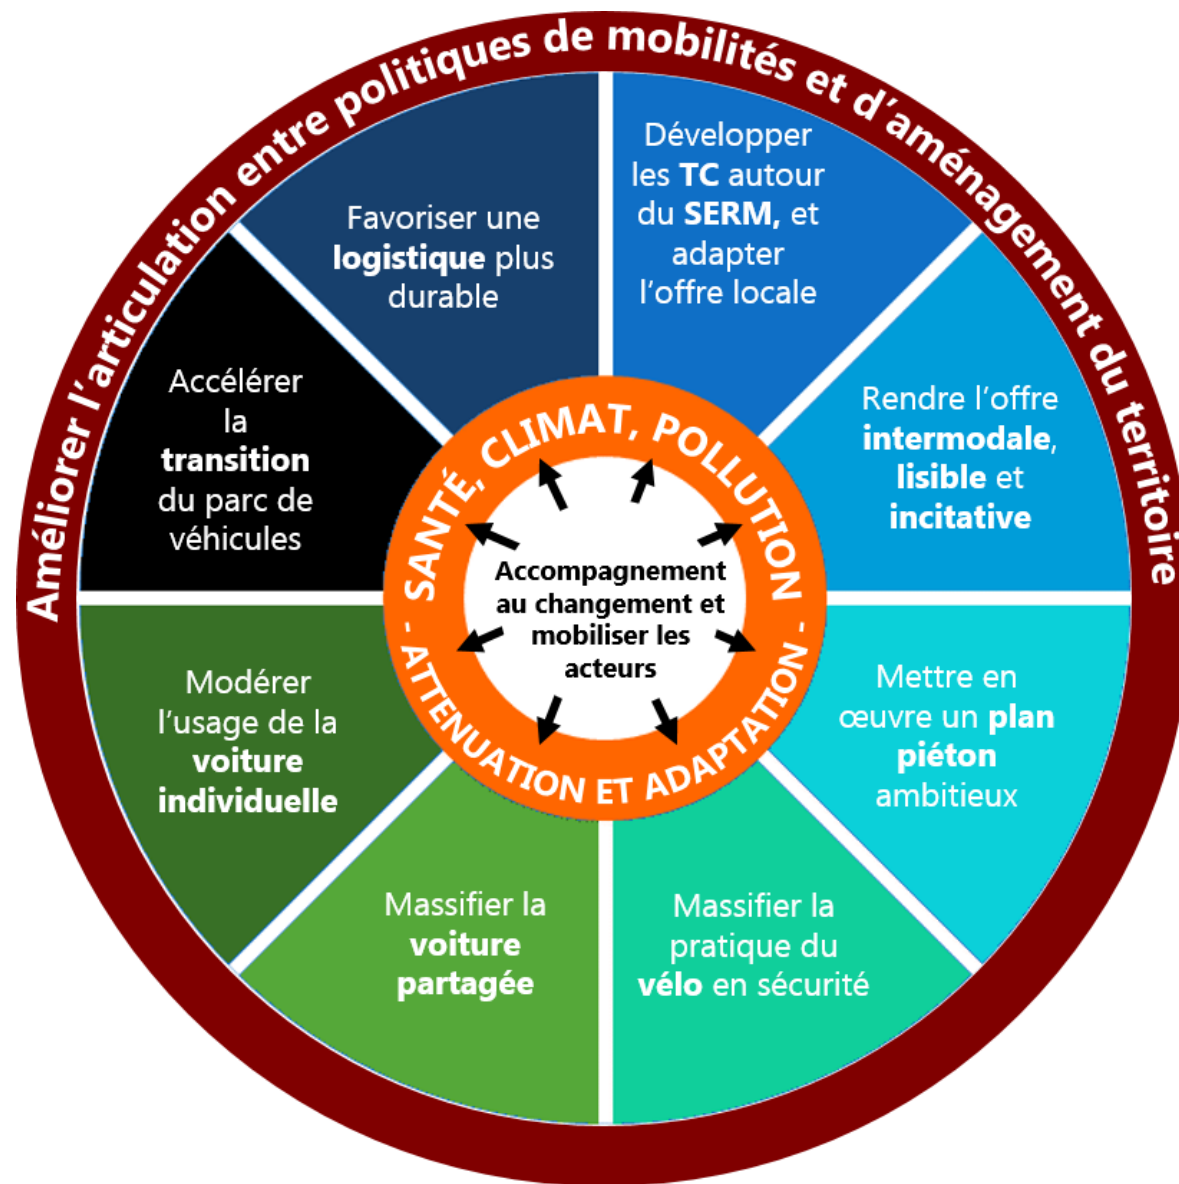 Améliorer l'articulation entre politiques de mobilités et d'aménagement du territoire
Développer
les TC autour
du SERM, et
adapter
l'offre locale
Rendre l'offre
intermodale,
lisible et
incitative
Mettre en
œuvre un plan
piéton
ambitieux
Massifier la
pratique du
vélo en sécurité
Massifier la
voiture
partagée
Modérer
l'usage de la
voiture
individuelle
Accélérer
la
transition
du parc de
véhicules
Favoriser une
logistique plus
durable
SANTÉ, CLIMAT, POLLUTION
- ATTENUATION ET ADAPTATION -
Accompagnement
au changement et
mobiliser les
acteurs